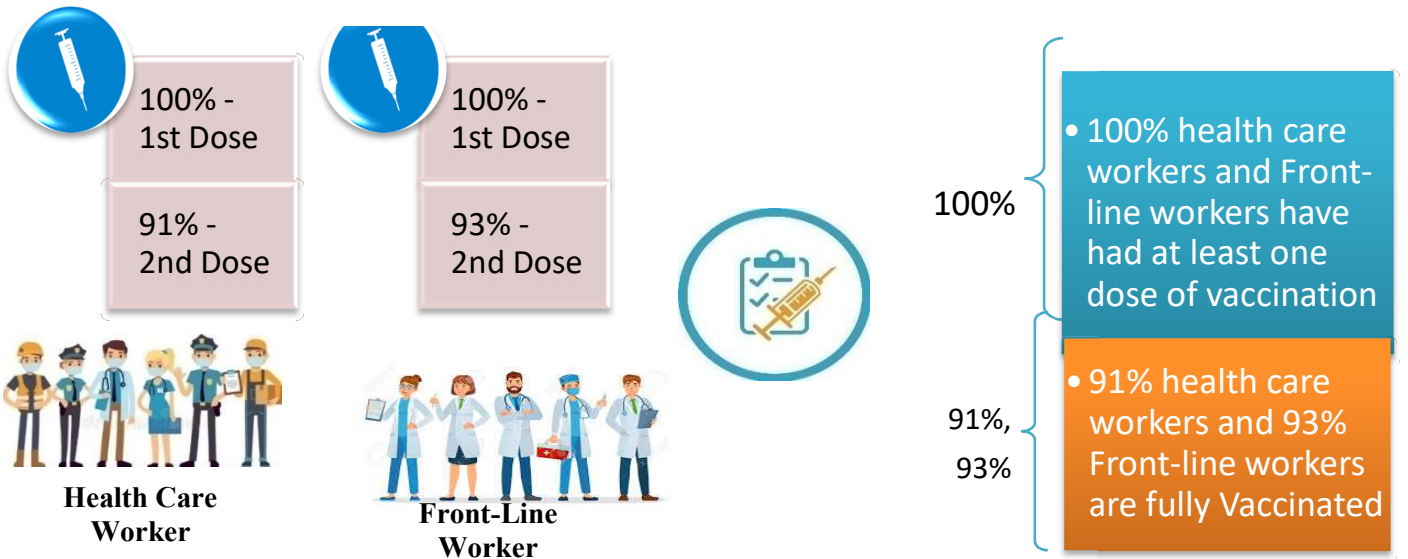 100% -
1st Dose
91% -
2nd Dose
Health Care
Worker
100% -
1st Dose
93% -
2nd Dose
Front-Line
Worker
100%
• 100% health care
workers and Front-
line workers have
had at least one
dose of vaccination
91%,
93%
• 91% health care
workers and 93%
Front-line workers
are fully Vaccinated